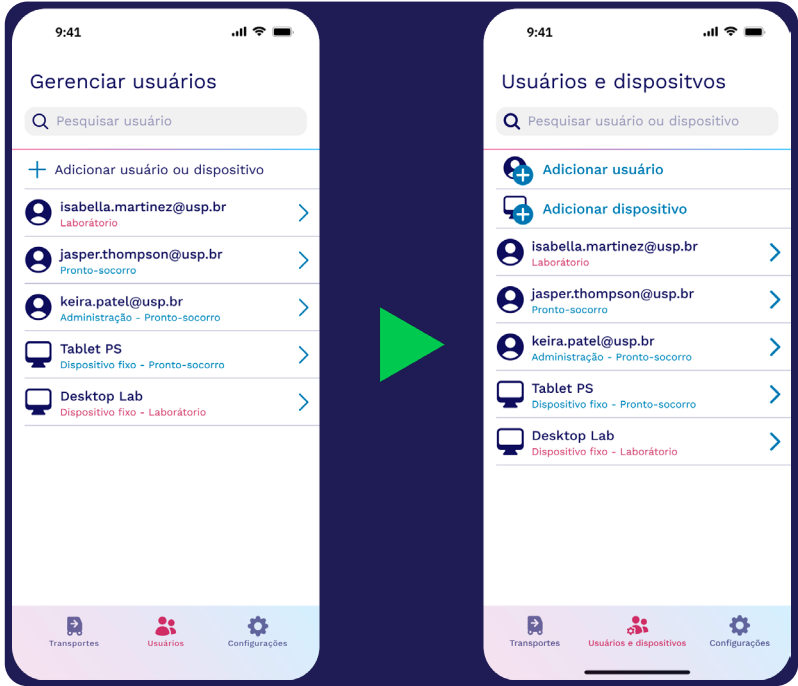 9:41
Gerenciar usuários
Pesquisar usuário
Adicionar usuário ou dispositivo
isabella.martinez@usp.br
Laborátorio
jasper.thompson@usp.br
Pronto-socorro
keira.patel@usp.br
Administração - Pronto-socorro
Tablet PS
Dispositivo fixo - Pronto-socorro
Desktop Lab
Dispositivo fixo - Laborátorio
Transportes
Usuários
Configurações
9:41
Usuários e dispositvos
Pesquisar usuário ou dispositivo
Adicionar usuário
Adicionar dispositivo
isabella.martinez@usp.br
Laborátorio
jasper.thompson@usp.br
Pronto-socorro
keira.patel@usp.br
Administração - Pronto-socorro
Tablet PS
Dispositivo fixo - Pronto-socorro
Desktop Lab
Dispositivo fixo - Laborátorio
Transportes
Usuários e dispositivos
Configurações